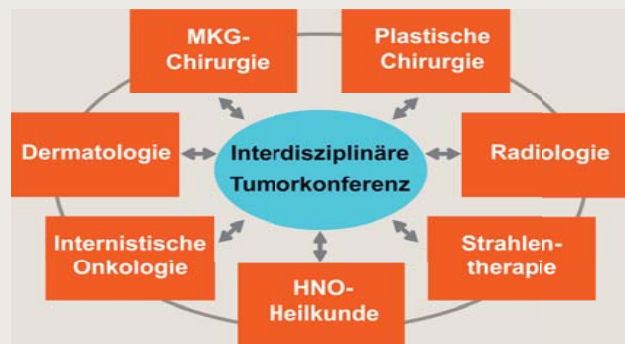 MKG-
Chirurgie
Plastische
Chirurgie
Dermatologie
Interdisziplinäre
Tumorkonferenz
Radiologie
Internistische
Onkologie
Strahlen-
therapie
HNO-
Heilkunde